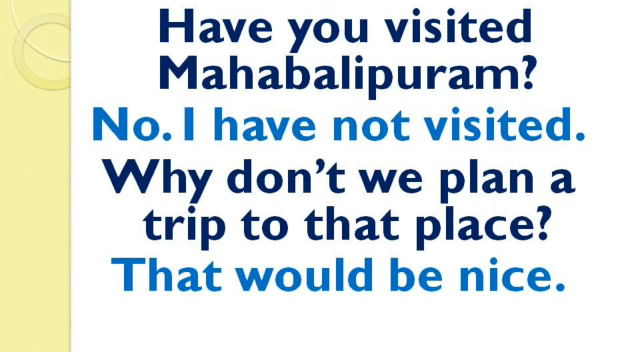 Have you visited
Mahabalipuram?
No. I have not visited.
Why don't we plan a
trip to that place?
That would be nice.